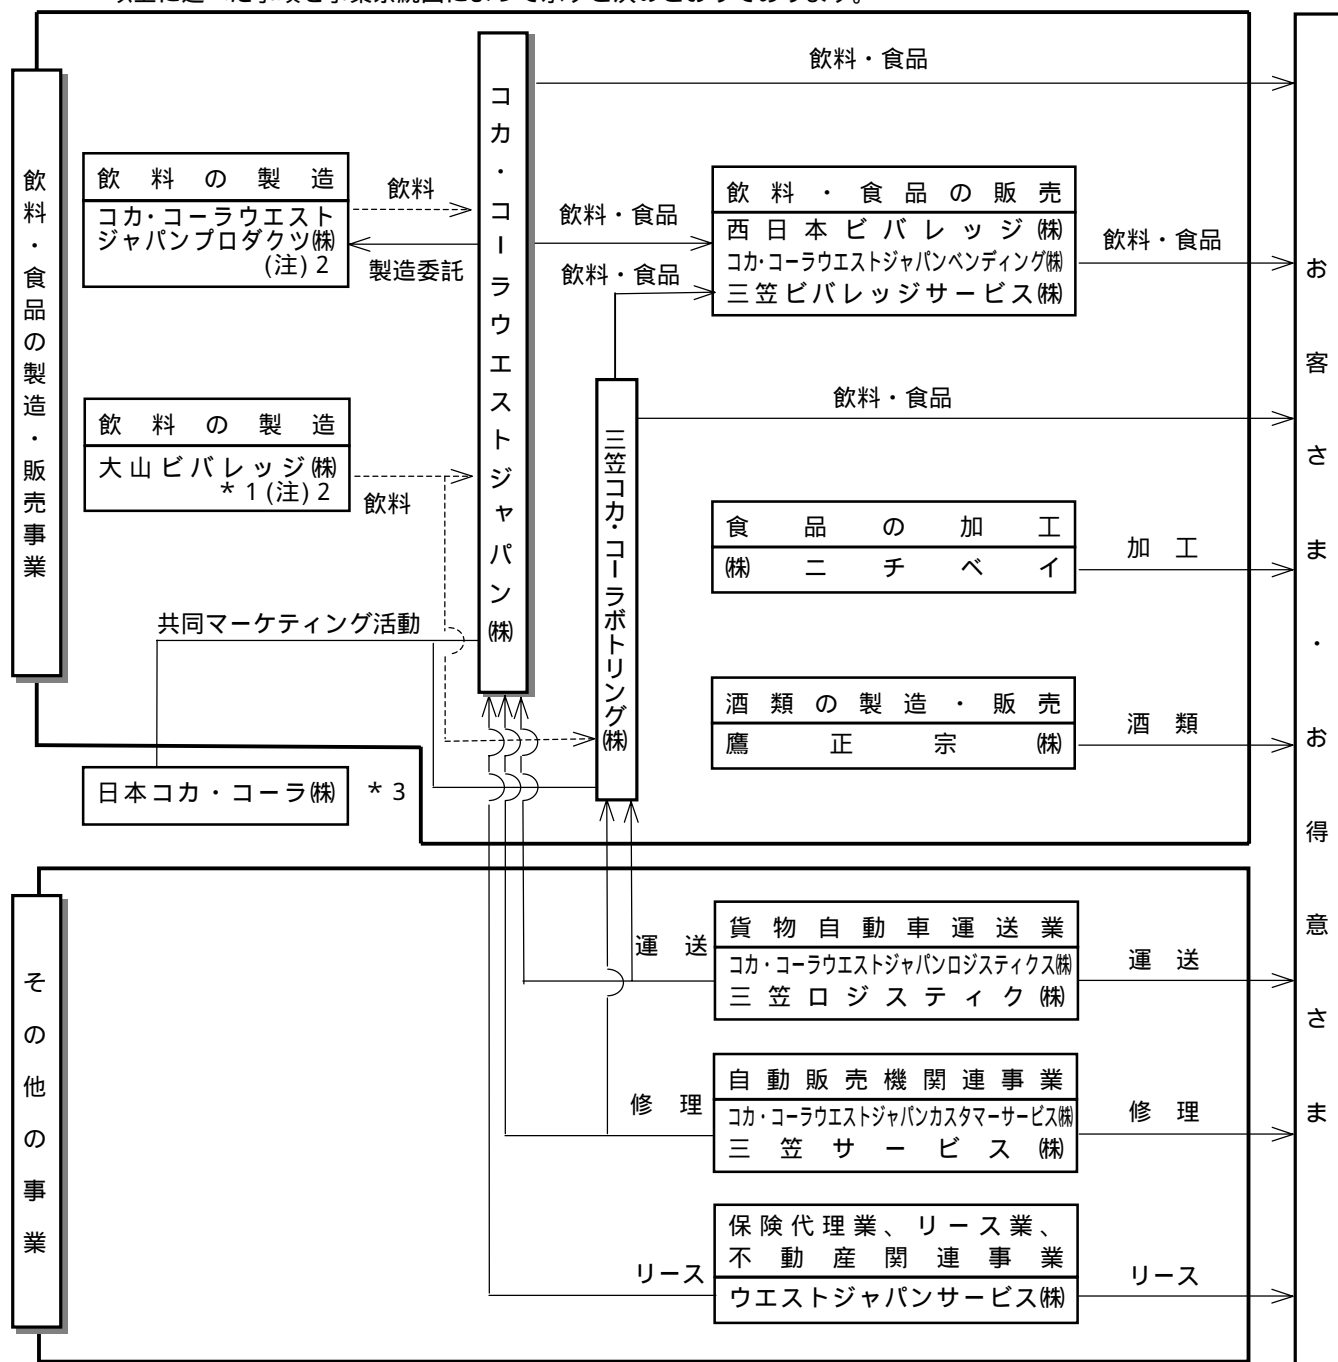 飲料・食品の製造・販売事業
飲料の製造
コカ・コーラウエスト
ジャパンプロダクツ㈱
(注) 2
飲料
製造委託
飲料の製造
大山ビバレッジ㈱
* 1 (注) 2
飲料
共同マーケティング活動
日本コカ・コーラ㈱ * 3
コカ・コーラウエストジャパン㈱
飲料・食品
飲料・食品
飲料・食品
三笠コカ・コーラボトリング㈱
飲料・食品の販売
西日本ビバレッジ㈱
コカ・コーラウエストジャパンベンディング㈱
三笠ビバレッジサービス㈱
飲料・食品
飲料・食品
食品の加工
㈱ニチベイ
加工
酒類の製造・販売
鷹正宗㈱
酒類
お客さま・お得意さま
その他の事業
運送
貨物自動車運送業
コカ・コーラウエストジャパンロジスティクス㈱
三笠ロジスティク㈱
運送
修理
自動販売機関連事業
コカ・コーラウエストジャパンカスタマーサービス㈱
三笠サービス㈱
修理
リース
保険代理業、リース業、
不動産関連事業
ウエストジャパンサービス㈱
リース